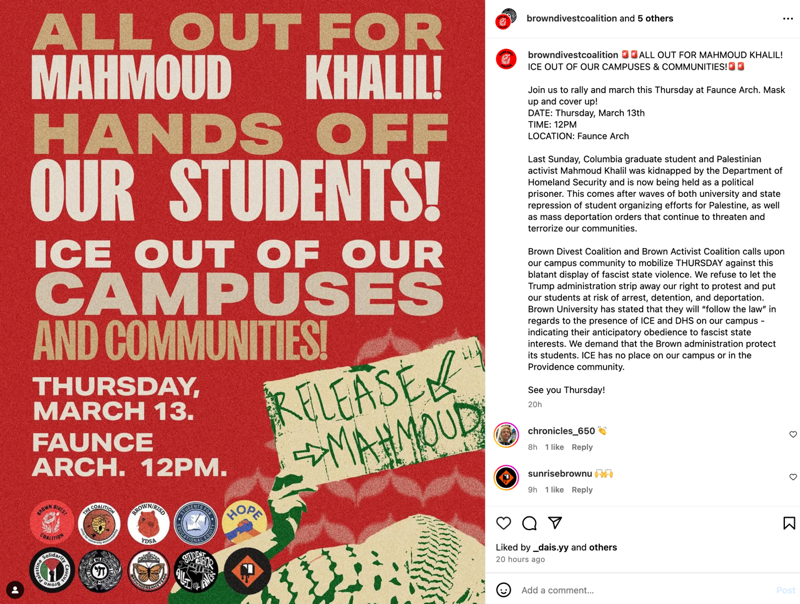 ALL OUT FOR
MAHMOUD KHALIL!
HANDS OFF
OUR STUDENTS!
ICE OUT OF OUR
CAMPUSES
AND COMMUNITIES!
THURSDAY,
MARCH 13.
FAUNCE
ARCH. 12PM.
RELEASE
MAHMOUD
BROWN DIVEST
COALITION
THE COALITION
BROWN/RISD
YDSA
HOPE
browndivestcoalition and 5 others
browndivestcoalition 🚨🚨ALL OUT FOR MAHMOUD KHALIL!
ICE OUT OF OUR CAMPUSES & COMMUNITIES!🚨🚨
Join us to rally and march this Thursday at Faunce Arch. Mask
up and cover up!
DATE: Thursday, March 13th
TIME: 12PM
LOCATION: Faunce Arch
Last Sunday, Columbia graduate student and Palestinian
activist Mahmoud Khalil was kidnapped by the Department of
Homeland Security and is now being held as a political
prisoner. This comes after waves of both university and state
repression of student organizing efforts for Palestine, as well
as mass deportation orders that continue to threaten and
terrorize our communities.
Brown Divest Coalition and Brown Activist Coalition calls upon
our campus community to mobilize THURSDAY against this
blatant display of fascist state violence. We refuse to let the
Trump administration strip away our right to protest and put
our students at risk of arrest, detention, and deportation.
Brown University has stated that they will “follow the law” in
regards to the presence of ICE and DHS on our campus -
indicating their anticipatory obedience to fascist state
interests. We demand that the Brown administration protect
its students. ICE has no place on our campus or in the
Providence community.
See you Thursday!
20h
chronicles_650 👏
8h 1 like Reply
sunrisebrownu 🙌🙌
9h 1 like Reply
Liked by _dais.yy and others
20 hours ago
Add a comment...
Post